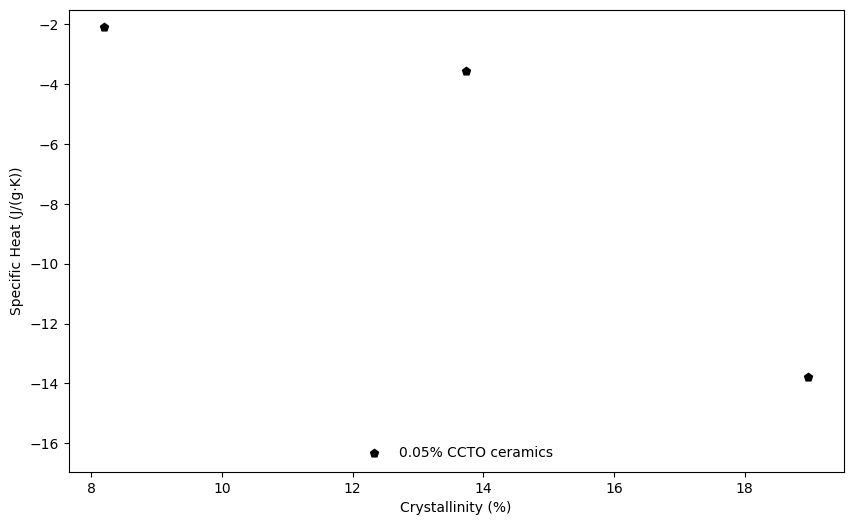 −2
−4
−6
−8
−10
−12
−14
−16
Specific Heat (J/(g·K))
0.05% CCTO ceramics
8 10 12 14 16 18
Crystallinity (%)